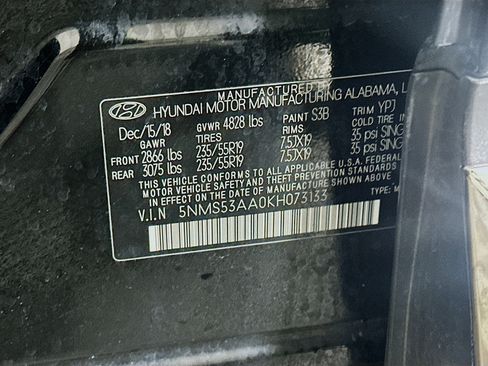 MANUFACTURED BY
HYUNDAI MOTOR MANUFACTURING ALABAMA, L
Dec/15/18 GVWR 4828 lbs PAINT S3B TRIM YPJ
GAWR TIRES RIMS COLD TIRE IN
FRONT 2866 lbs 235/55R19 7.5JX19 35 psi SING
REAR 3075 lbs 235/55R19 7.5JX19 35 psi SING
THIS VEHICLE CONFORMS TO ALL APPLICABLE U.S.A FEDERAL
MOTOR VEHICLE SAFETY AND THEFT PREVENTION
STANDARDS IN EFFECT ON THE DATE OF MANUFACTURE
V.I.N 5NMS53AA0KH073133 TYPE: M